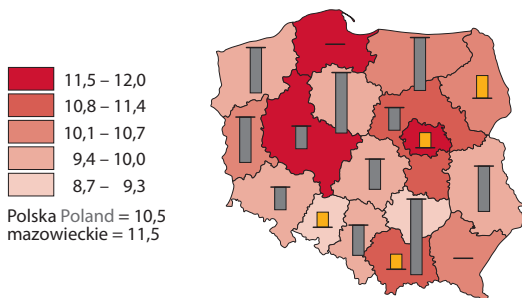 11,5 – 12,0
10,8 – 11,4
10,1 – 10,7
9,4 – 10,0
8,7 – 9,3
Polska Poland = 10,5
mazowieckie = 11,5